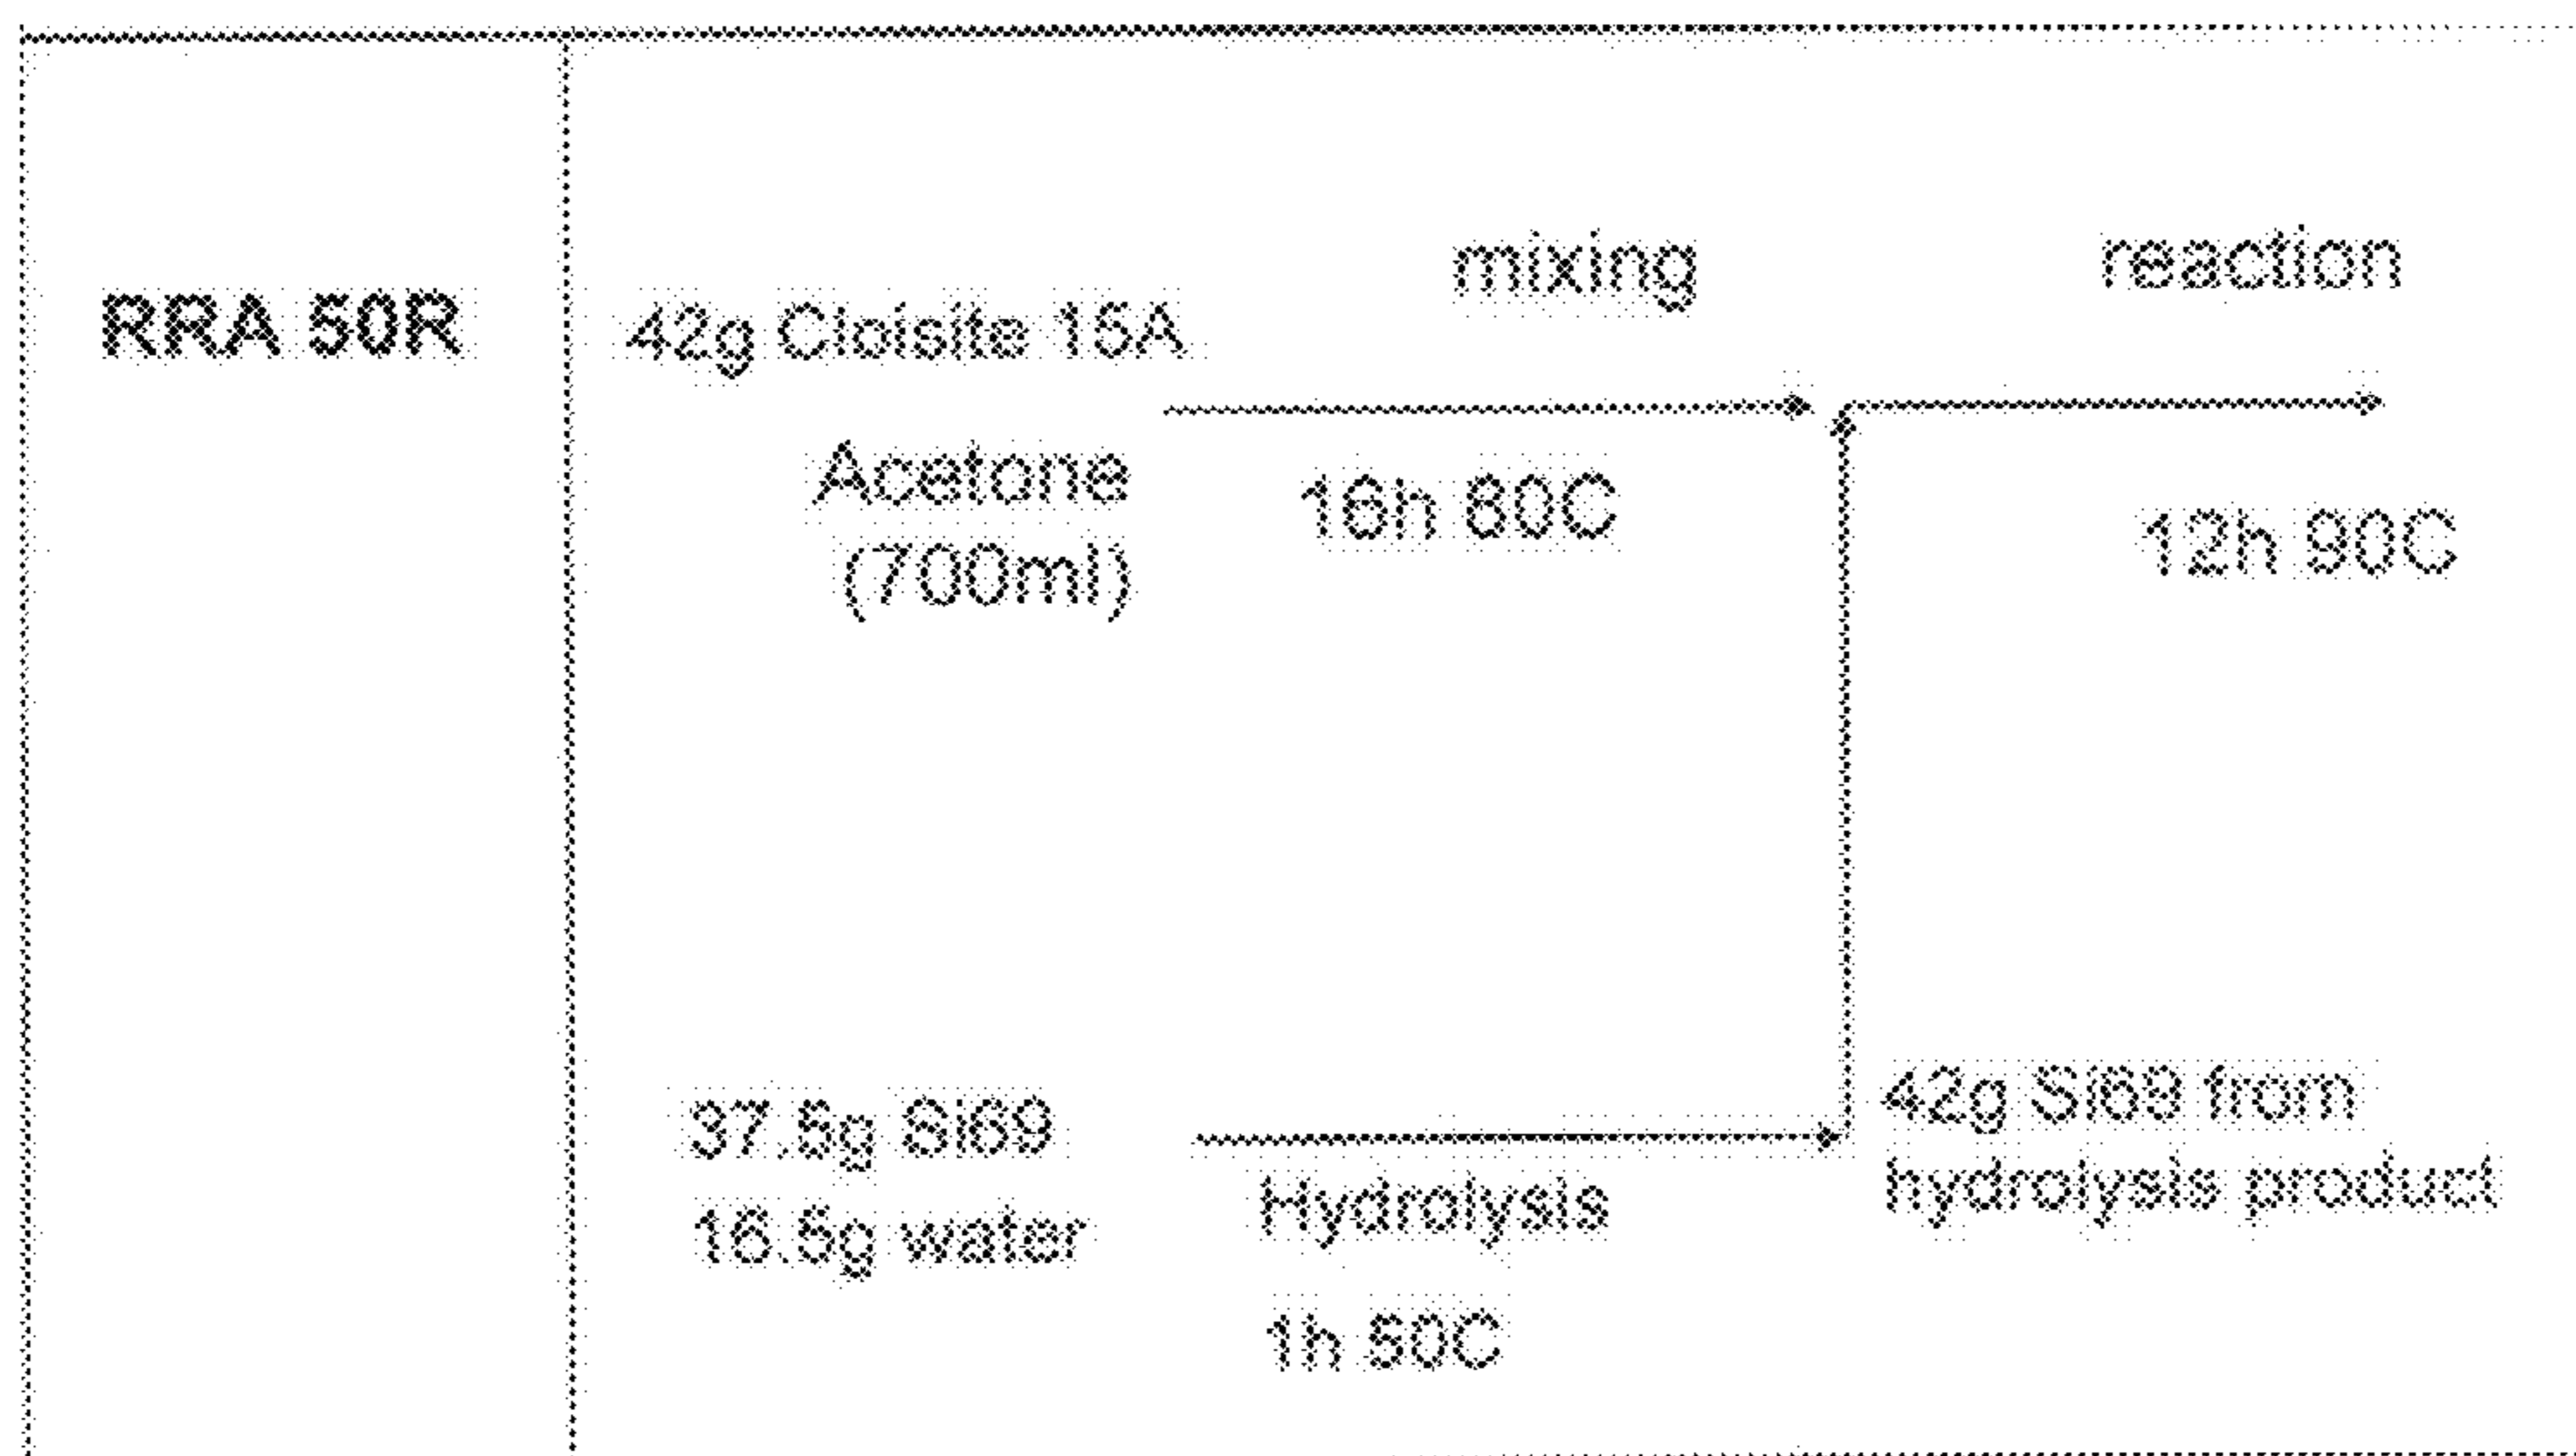 RRA 50R
42g Cloisite 15A
mixing
reaction
Acetone
(700ml)
16h
12h 90C
37.5g Si69
16.5g water
Hydrolysis
1h 50C
42g Si69 from
hydrolysis product